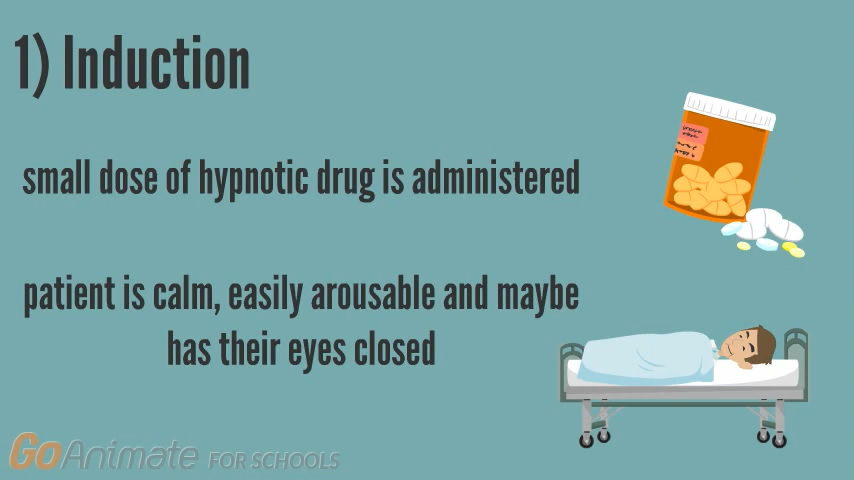 1) Induction
small dose of hypnotic drug is administered
patient is calm, easily arousable and maybe
has their eyes closed
GoAnimate FOR SCHOOLS